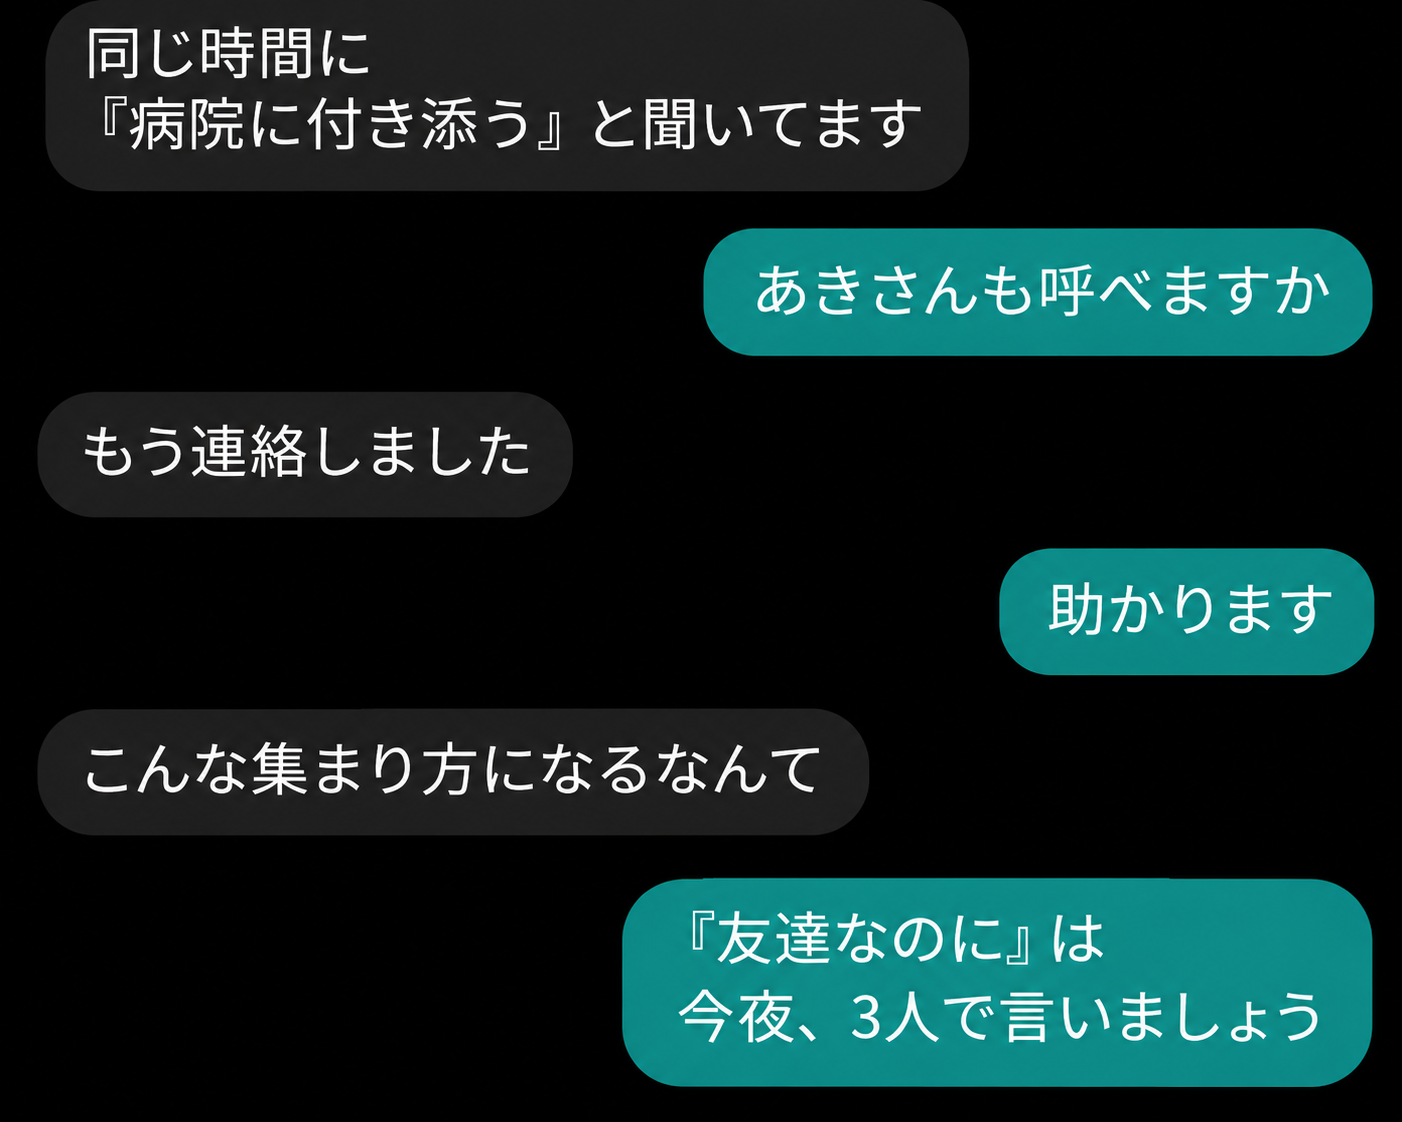 同じ時間に
『病院に付き添う』と聞いてます
あきさんも呼べますか
もう連絡しました
助かります
こんな集まり方になるなんて
『友達なのに』は
今夜、3人で言いましょう